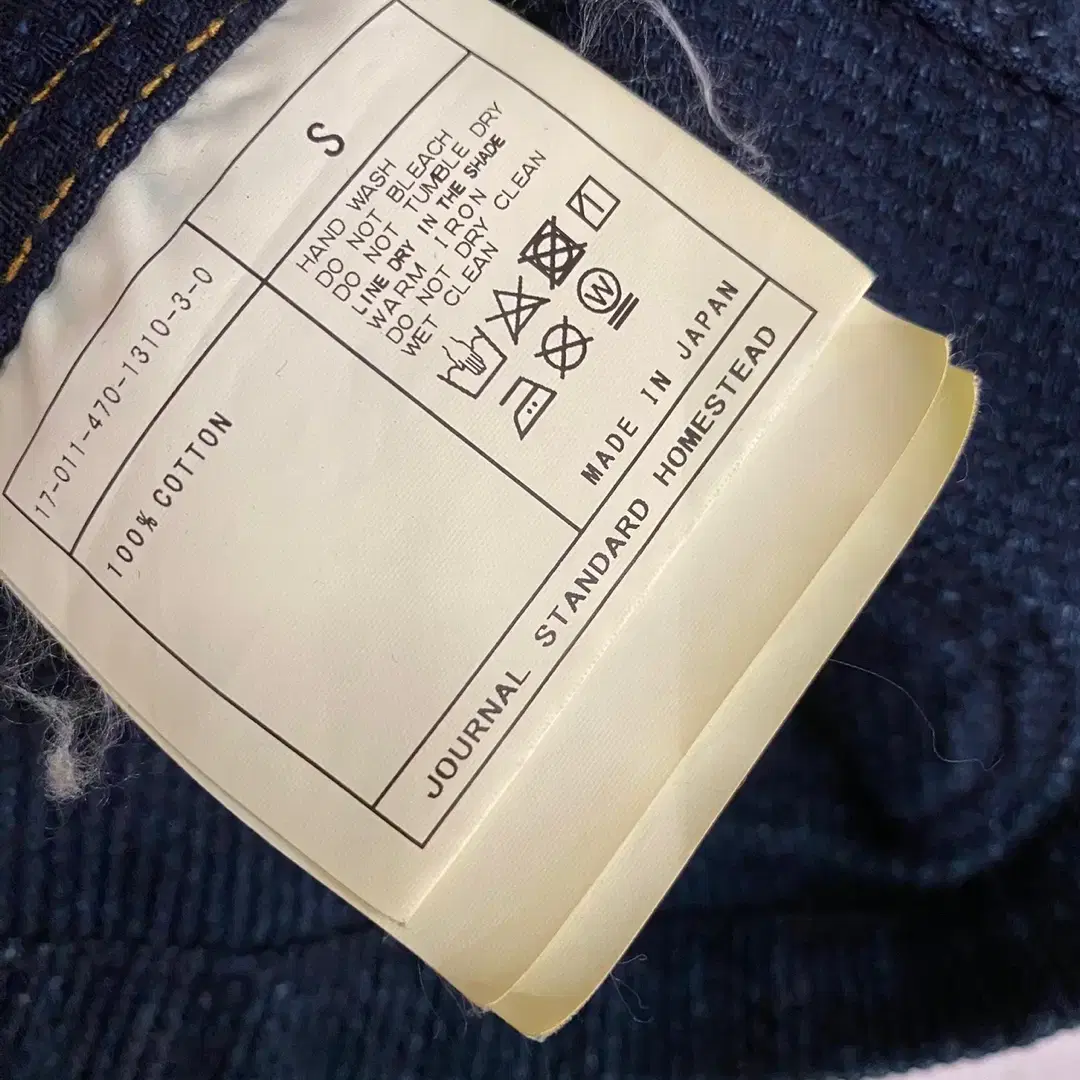 S
17-011-470-1310-3-0
100% COTTON
HAND WASH
DO NOT BLEACH
DO NOT TUMBLE DRY
LINE DRY IN THE SHADE
WARM IRON
DO NOT DRY CLEAN
WET CLEAN
W
MADE IN JAPAN
JOURNAL STANDARD HOMESTEAD